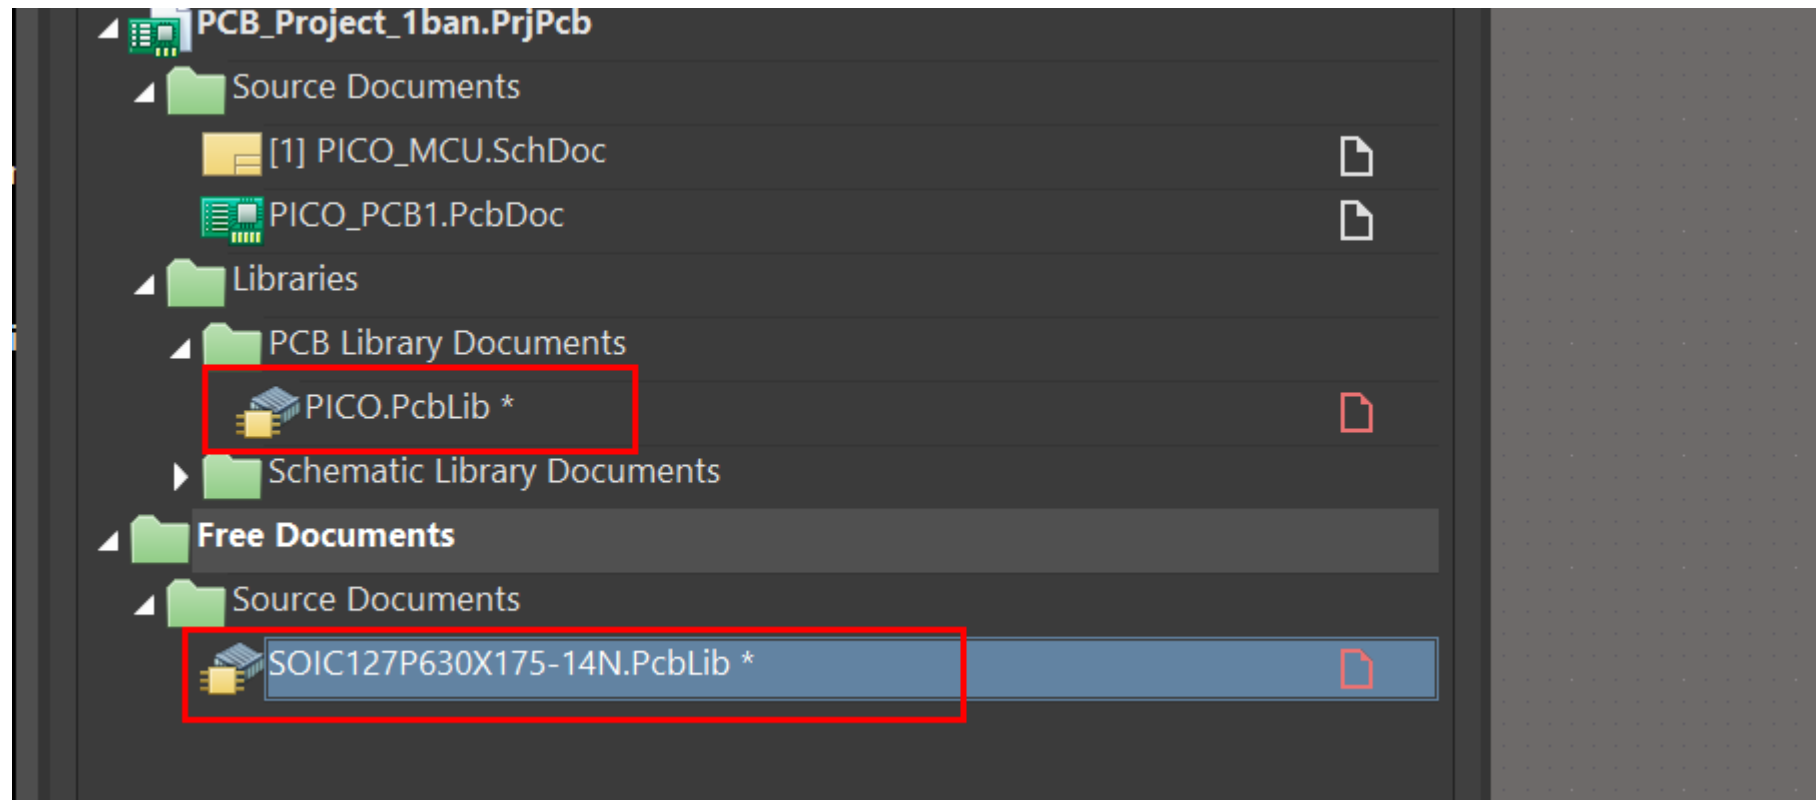 PCB_Project_1ban.PrjPcb
Source Documents
[1] PICO_MCU.SchDoc
PICO_PCB1.PcbDoc
Libraries
PCB Library Documents
PICO.PcbLib *
Schematic Library Documents
Free Documents
Source Documents
SOIC127P630X175-14N.PcbLib *